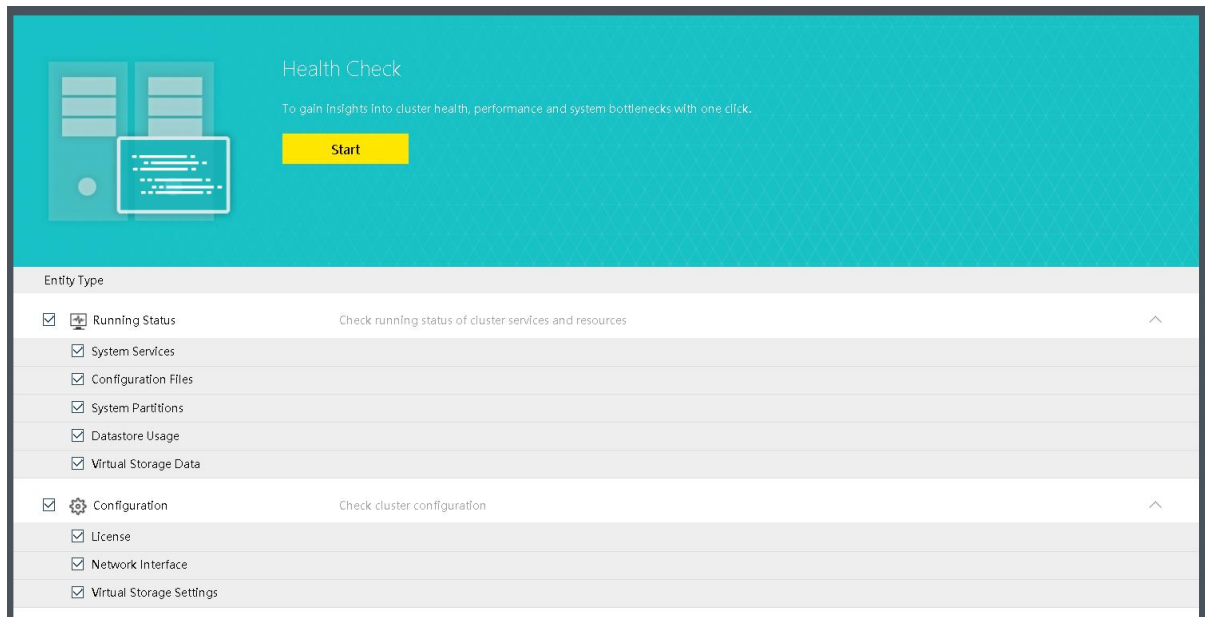 Health Check
To gain insights into cluster health, performance and system bottlenecks with one click.
Start
Entity Type
Running Status Check running status of cluster services and resources
System Services
Configuration Files
System Partitions
Datastore Usage
Virtual Storage Data
Configuration Check cluster configuration
License
Network Interface
Virtual Storage Settings